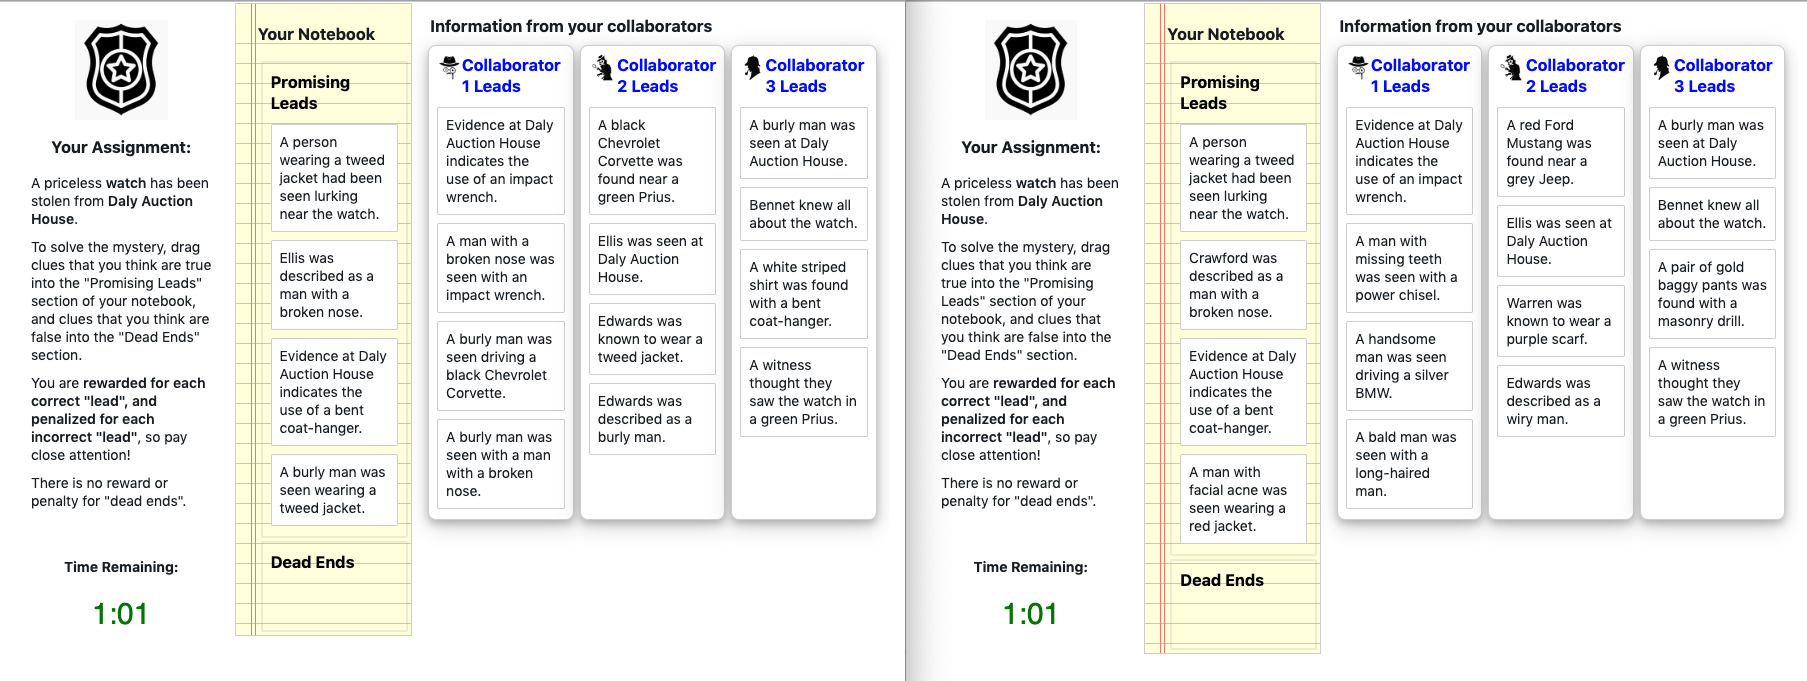 Your Assignment:
A priceless watch has been
stolen from Daly Auction
House.
To solve the mystery, drag
clues that you think are true
into the "Promising Leads"
section of your notebook,
and clues that you think are
false into the "Dead Ends"
section.
You are rewarded for each
correct "lead", and
penalized for each
incorrect "lead", so pay
close attention!
There is no reward or
penalty for "dead ends".
Time Remaining:
1:01
Your Notebook
Promising
Leads
A person
wearing a tweed
jacket had been
seen lurking
near the watch.
Ellis was
described as a
man with a
broken nose.
Evidence at Daly
Auction House
indicates the
use of a bent
coat-hanger.
A burly man was
seen wearing a
tweed jacket.
Dead Ends
Information from your collaborators
Collaborator
1 Leads
Evidence at Daly
Auction House
indicates the
use of an impact
wrench.
A man with a
broken nose was
seen with an
impact wrench.
A burly man was
seen driving a
black Chevrolet
Corvette.
A burly man was
seen with a man
with a broken
nose.
Collaborator
2 Leads
A black
Chevrolet
Corvette was
found near a
green Prius.
Ellis was seen at
Daly Auction
House.
Edwards was
known to wear a
tweed jacket.
Edwards was
described as a
burly man.
Collaborator
3 Leads
A burly man was
seen at Daly
Auction House.
Bennet knew all
about the watch.
A white striped
shirt was found
with a bent
coat-hanger.
A witness
thought they
saw the watch in
a green Prius.
Your Assignment:
A priceless watch has been
stolen from Daly Auction
House.
To solve the mystery, drag
clues that you think are
true into the "Promising
Leads" section of your
notebook, and clues that
you think are false into the
"Dead Ends" section.
You are rewarded for each
correct "lead", and
penalized for each
incorrect "lead", so pay
close attention!
There is no reward or
penalty for "dead ends".
Time Remaining:
1:01
Your Notebook
Promising
Leads
A person
wearing a tweed
jacket had been
seen lurking
near the watch.
Crawford was
described as a
man with a
broken nose.
Evidence at Daly
Auction House
indicates the
use of a bent
coat-hanger.
A man with
facial acne was
seen wearing a
red jacket.
Dead Ends
Information from your collaborators
Collaborator
1 Leads
Evidence at Daly
Auction House
indicates the
use of an impact
wrench.
A man with
missing teeth
was seen with a
power chisel.
A handsome
man was seen
driving a silver
BMW.
A bald man was
seen with a
long-haired
man.
Collaborator
2 Leads
A red Ford
Mustang was
found near a
grey Jeep.
Ellis was seen at
Daly Auction
House.
Warren was
known to wear a
purple scarf.
Edwards was
described as a
wiry man.
Collaborator
3 Leads
A burly man was
seen at Daly
Auction House.
Bennet knew all
about the watch.
A pair of gold
baggy pants was
found with a
masonry drill.
A witness
thought they
saw the watch in
a green Prius.